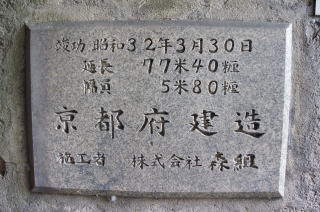 竣功 昭和32年3月30日
延長 77米40糎
幅員 5米80糎
京都府建造
施工者 株式会社 森組